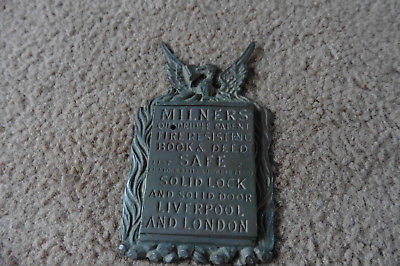 MILNERS
FIRE RESISTING
BOOK & DEED
SAFE
SOLID LOCK
AND SOLID DOOR
LIVERPOOL
AND LONDON